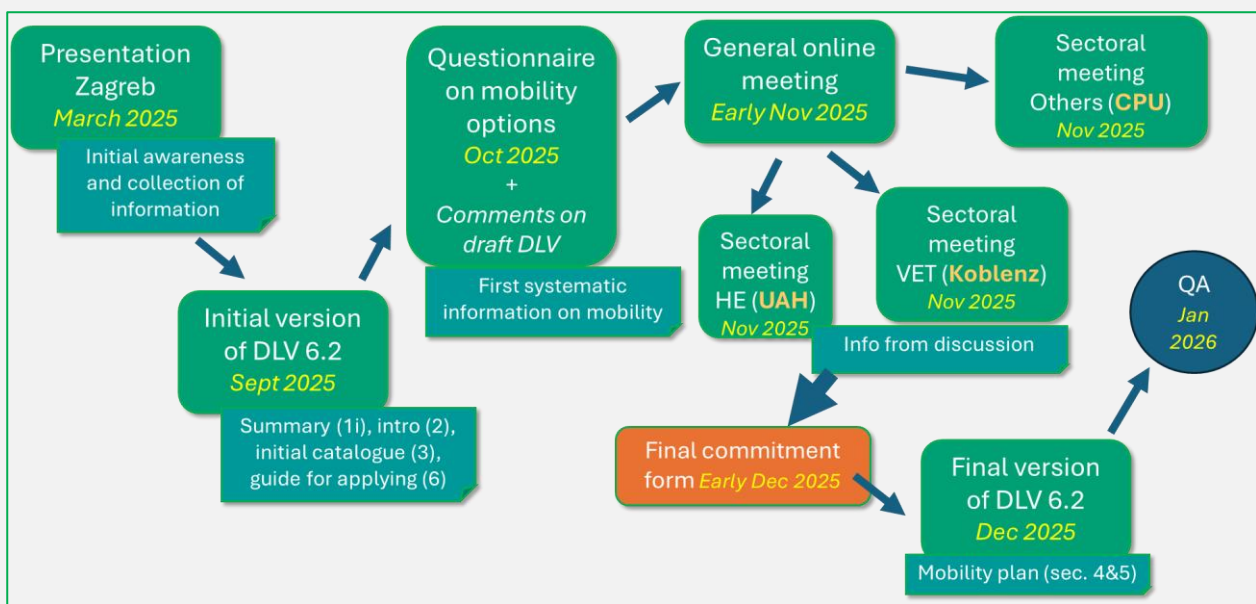 Presentation
Zagreb
March 2025
Initial awareness
and collection of
information
Initial version
of DLV 6.2
Sept 2025
Summary (1i), intro (2),
initial catalogue (3),
guide for applying (6)
Questionnaire
on mobility
options
Oct 2025
+
Comments on
draft DLV
First systematic
information on mobility
General online
meeting
Early Nov 2025
Sectoral
meeting
Others (CPU)
Nov 2025
Sectoral
meeting
HE (UAH)
Nov 2025
Sectoral
meeting
VET (Koblenz)
Nov 2025
Info from discussion
Final commitment
form Early Dec 2025
Final version
of DLV 6.2
Dec 2025
Mobility plan (sec. 4&5)
QA
Jan
2026